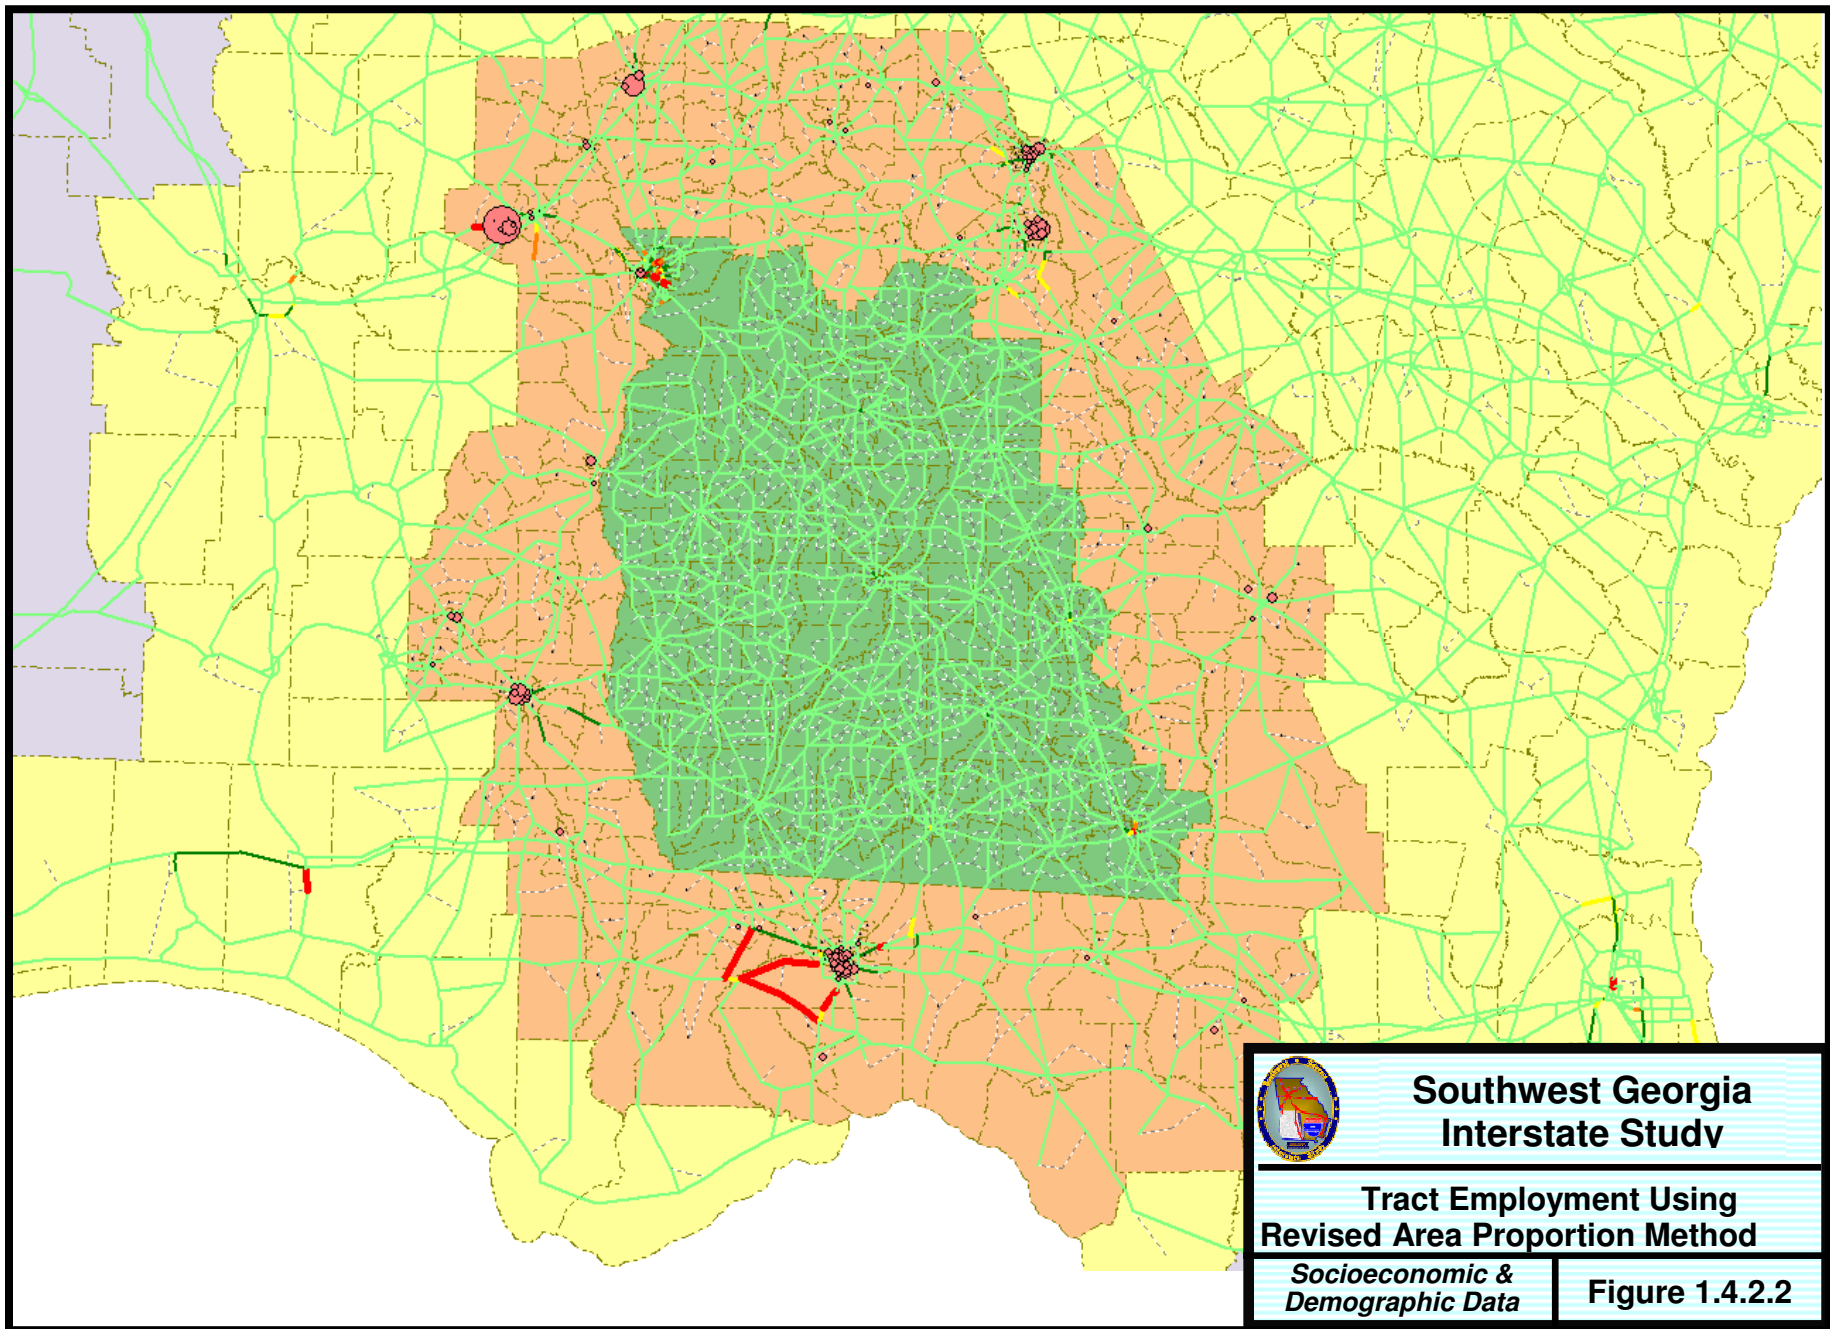 Southwest Georgia
Interstate Study
Tract Employment Using
Revised Area Proportion Method
Socioeconomic &
Demographic Data
Figure 1.4.2.2